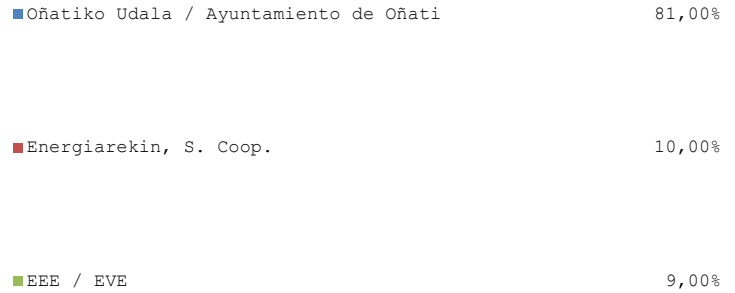 Oñatiko Udala / Ayuntamiento de Oñati 81,00%
Energiarekin, S. Coop. 10,00%
EEE / EVE 9,00%